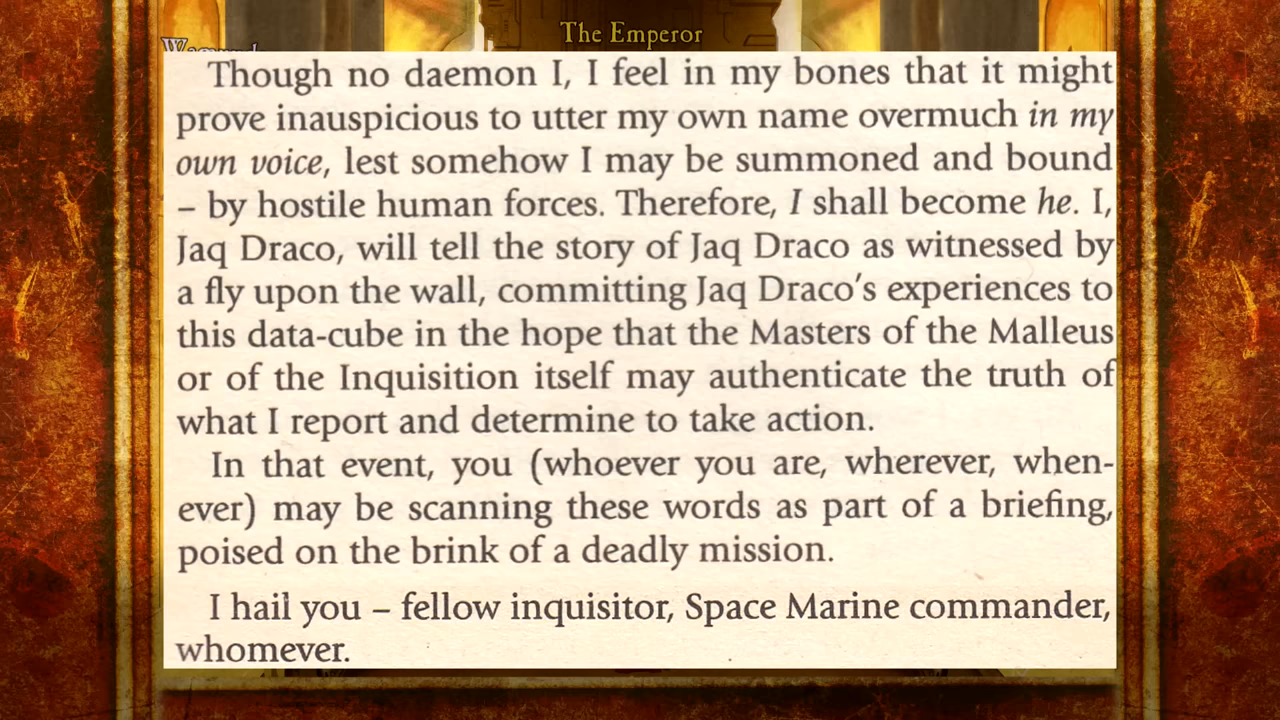 The Emperor
Though no daemon I, I feel in my bones that it might
prove inauspicious to utter my own name overmuch in my
own voice, lest somehow I may be summoned and bound
– by hostile human forces. Therefore, I shall become he. I,
Jaq Draco, will tell the story of Jaq Draco as witnessed by
a fly upon the wall, committing Jaq Draco's experiences to
this data-cube in the hope that the Masters of the Malleus
or of the Inquisition itself may authenticate the truth of
what I report and determine to take action.
In that event, you (whoever you are, wherever, when-
ever) may be scanning these words as part of a briefing,
poised on the brink of a deadly mission.
I hail you – fellow inquisitor, Space Marine commander,
whomever.